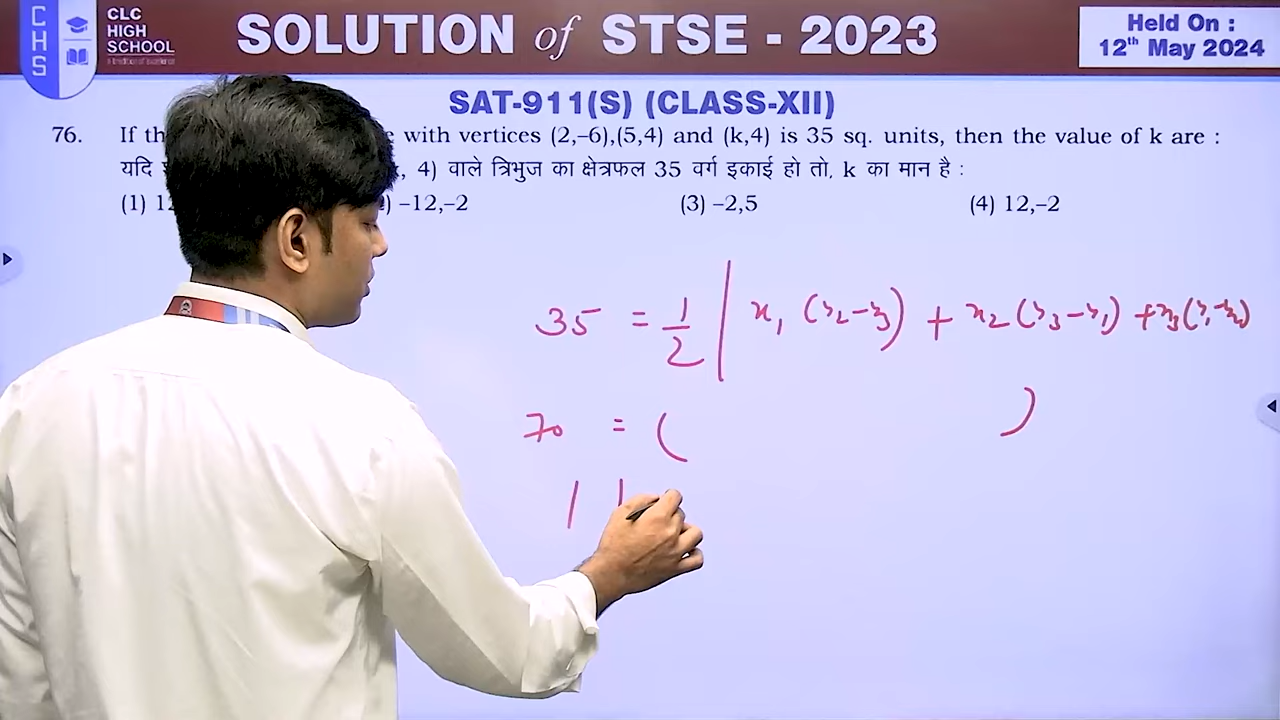 CHS
CLC
HIGH
SCHOOL
SOLUTION of STSE - 2023
Held On :
12th May 2024
SAT-911(S) (CLASS-XII)
76. If th with vertices (2,–6),(5,4) and (k,4) is 35 sq. units, then the value of k are :
यदि , 4) वाले त्रिभुज का क्षेत्रफल 35 वर्ग इकाई हो तो, k का मान है :
(1) 12 ) –12,–2 (3) –2,5 (4) 12,–2
35 = 1/2 | x₁ (y₂–y₃) + x₂ (y₃–y₁) + x₃(y₁–y₂)
70 = ( )
| |